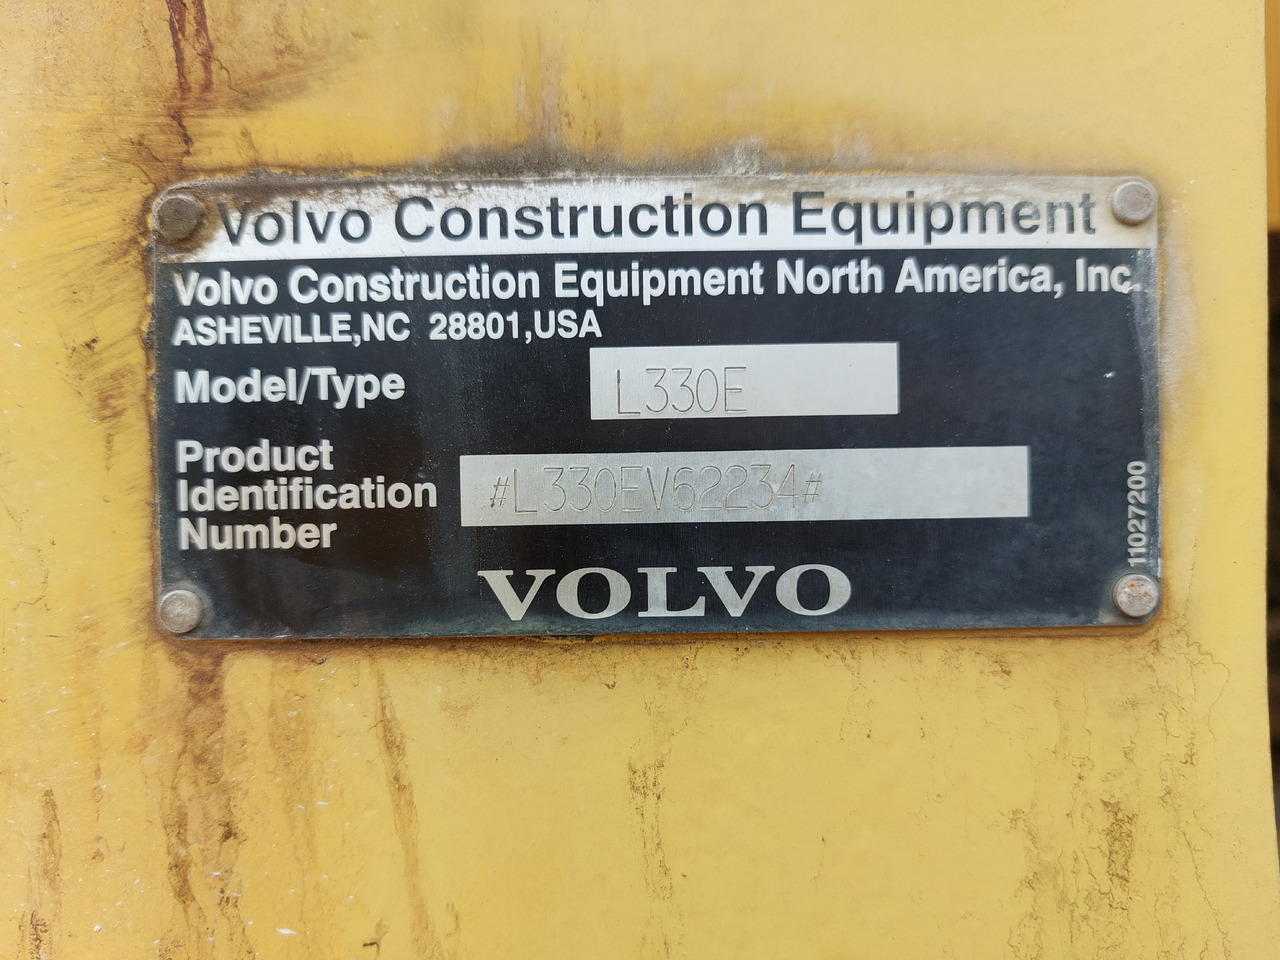 Volvo Construction Equipment
Volvo Construction Equipment North America, Inc.
ASHEVILLE,NC 28801,USA
Model/Type L330E
Product
Identification
Number
#L330EV62234#
VOLVO
11027200